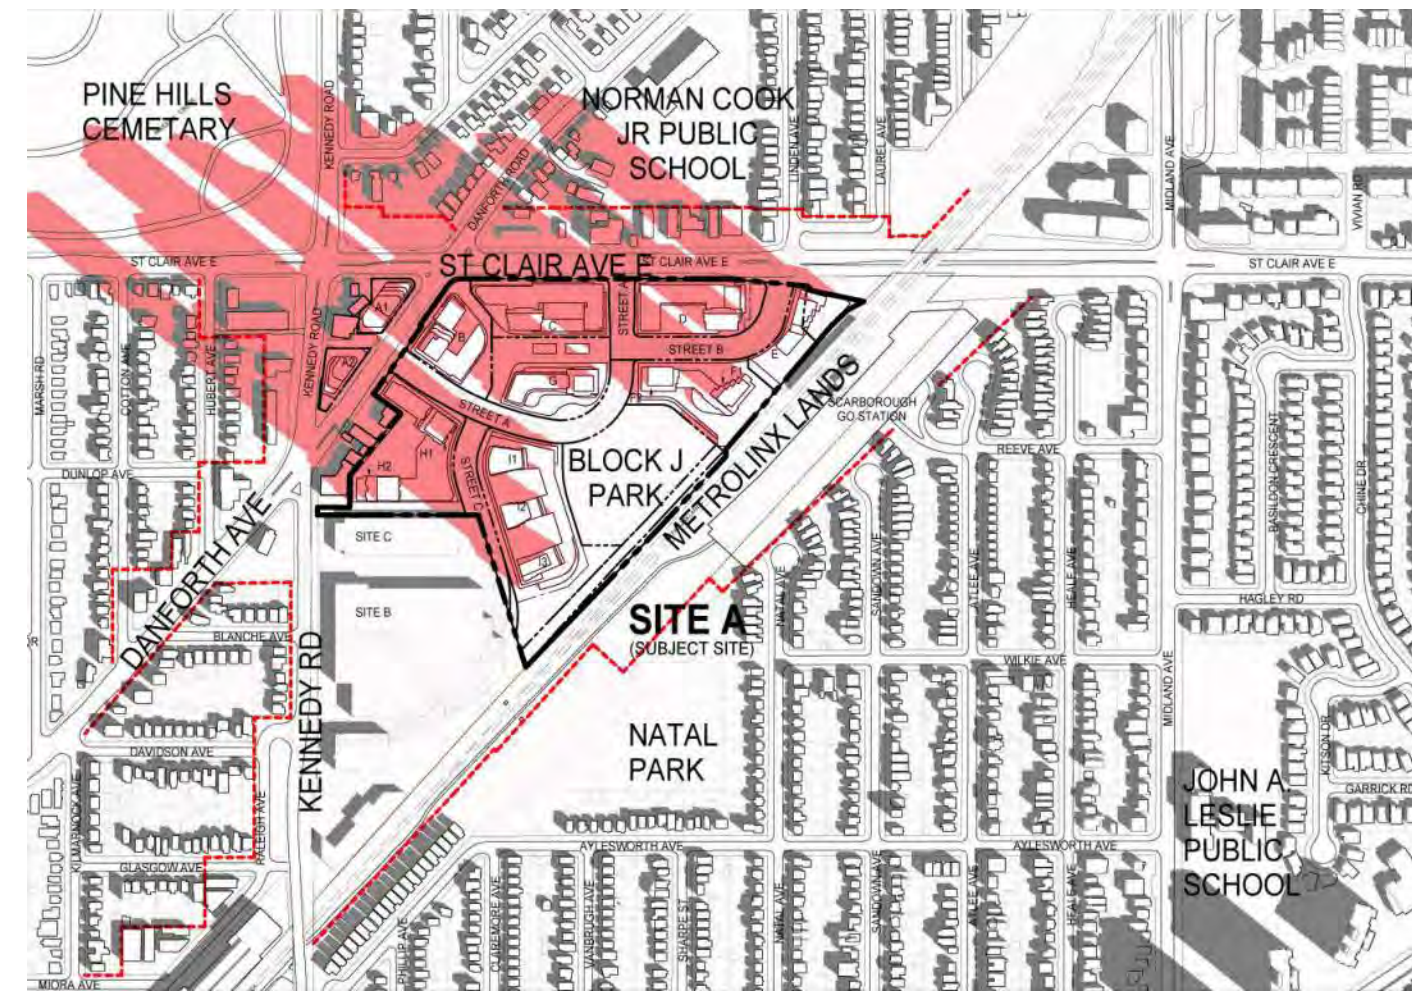 PINE HILLS
CEMETARY
KENNEDY ROAD
NORMAN COOK
JR PUBLIC
SCHOOL
DANFORTH ROAD
LINDEN AVE
LAUREL AVE
MIDLAND AVE
VIVIAN RD
ST CLAIR AVE E
ST CLAIR AVE E
ST CLAIR AVE E
ST CLAIR AVE E
MARSH RD
COTTON AVE
HUBER AVE
KENNEDY ROAD
A1
A2
B
C
D
E
F
G
STREET A
STREET B
STREET A
STREET C
H1
H2
I1
I2
I3
BLOCK J
PARK
METROLINX LANDS
SCARBOROUGH
GO STATION
REEVE AVE
BASILDON CRESCENT
CHINE DR
DUNLOP AVE
DANFORTH AVE
SITE C
SITE B
BLANCHE AVE
KENNEDY RD
SITE A
(SUBJECT SITE)
NATAL AVE
SANDOWN AVE
ATLEE AVE
HEALE AVE
HAGLEY RD
WILKIE AVE
MIDLAND AVE
NATAL
PARK
DAVIDSON AVE
KILMARNOCK AVE
RALEIGH AVE
GLASGOW AVE
MIDRA AVE
JOHN A.
LESLIE
PUBLIC
SCHOOL
KITSON DR
GARRICK RD
AYLESWORTH AVE
AYLESWORTH AVE
PHILLIP AVE
CLAREMORE AVE
VANBRUGH AVE
SHARPE ST
NATAL AVE
SANDOWN AVE
ATLEE AVE
HEALE AVE